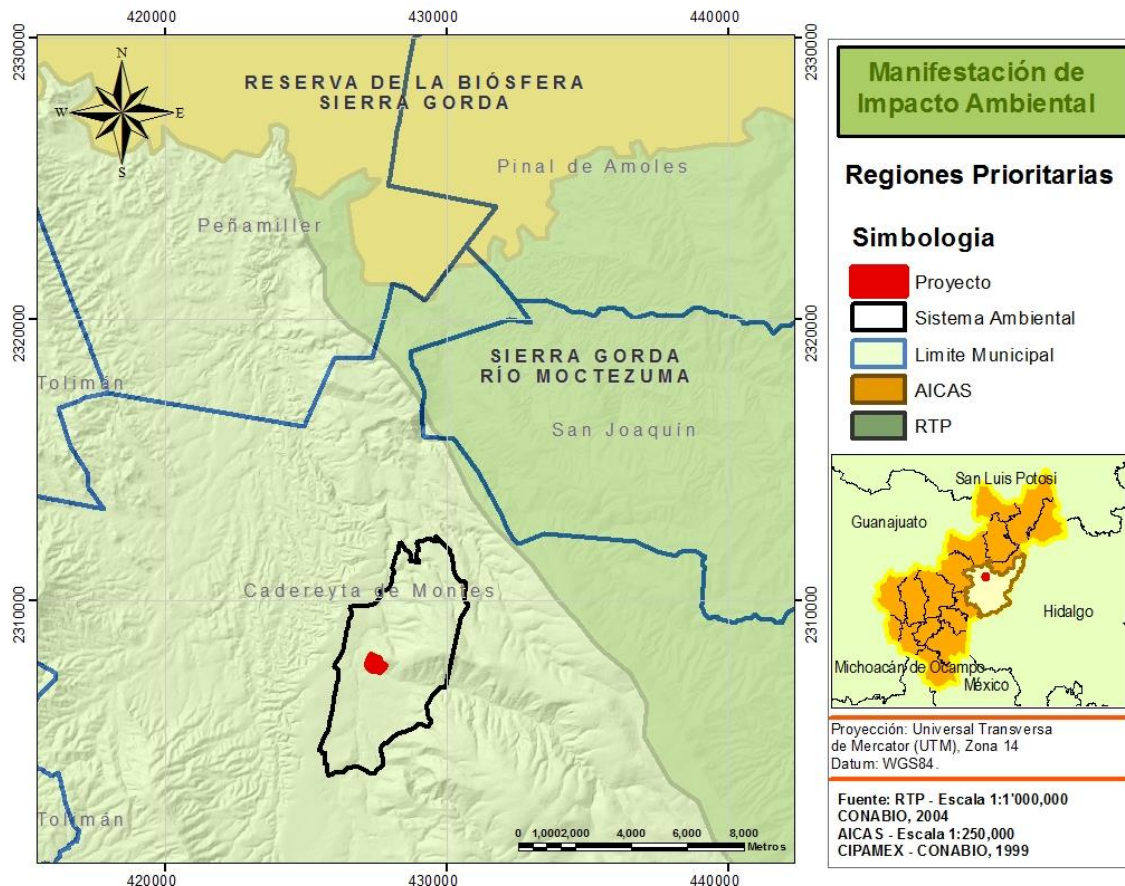 420000
430000
440000
2330000
2330000
N
W
E
S
RESERVA DE LA BIÓSFERA
SIERRA GORDA
Pinal de Amoles
Peñamiller
2320000
2320000
SIERRA GORDA
RÍO MOCTEZUMA
Tolimán
San Joaquín
Cadereyta de Montes
2310000
2310000
Tolimán
0 1,000 2,000 4,000 6,000 8,000
Metros
420000
430000
440000
Manifestación de
Impacto Ambiental
Regiones Prioritarias
Simbologia
Proyecto
Sistema Ambiental
Limite Municipal
AICAS
RTP
San Luis Potosí
Guanajuato
Hidalgo
Michoacán de Ocampo
México
Proyección: Universal Transversa
de Mercator (UTM), Zona 14
Datum: WGS84.
Fuente: RTP - Escala 1:1'000,000
CONABIO, 2004
AICAS - Escala 1:250,000
CIPAMEX - CONABIO, 1999